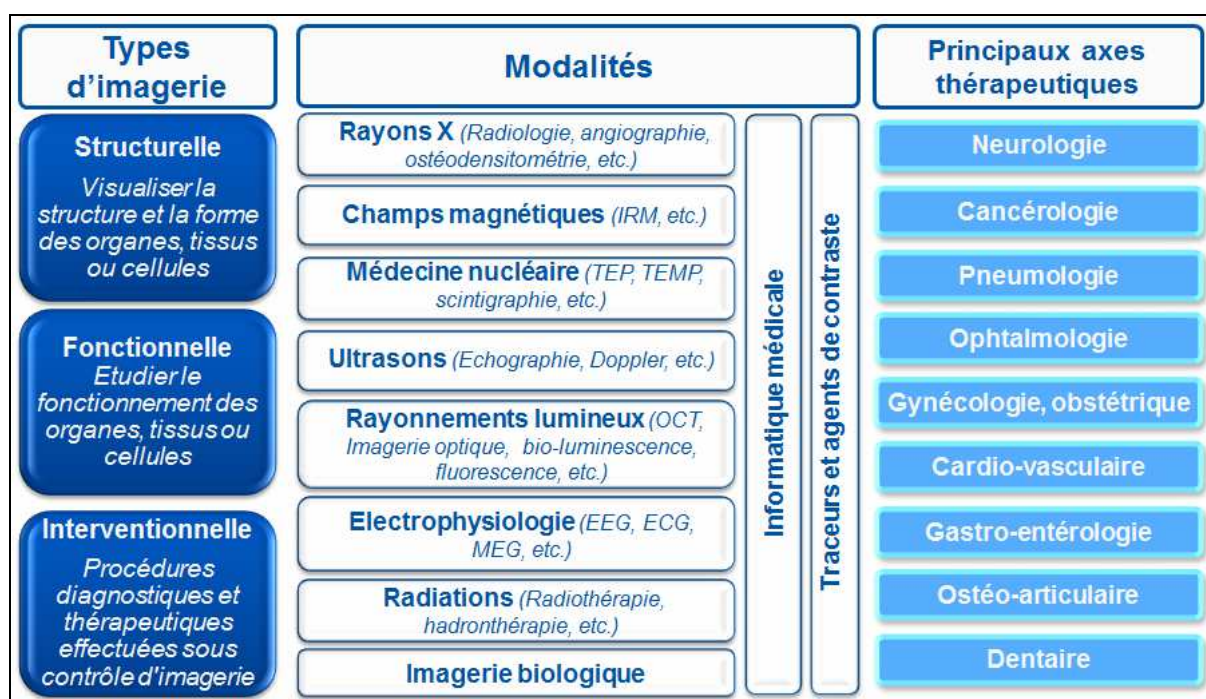 Types
d’imagerie
Modalités
Principaux axes
thérapeutiques
Structurelle
Visualiser la
structure et la forme
des organes, tissus
ou cellules
Fonctionnelle
Etudier le
fonctionnement des
organes, tissus ou
cellules
Interventionnelle
Procédures
diagnostiques et
thérapeutiques
effectuées sous
contrôle d'imagerie
Rayons X (Radiologie, angiographie,
ostéodensitométrie, etc.)
Champs magnétiques (IRM, etc.)
Médecine nucléaire (TEP, TEMP,
scintigraphie, etc.)
Ultrasons (Echographie, Doppler, etc.)
Rayonnements lumineux (OCT,
Imagerie optique, bio-luminescence,
fluorescence, etc.)
Electrophysiologie (EEG, ECG,
MEG, etc.)
Radiations (Radiothérapie,
hadronthérapie, etc.)
Imagerie biologique
Informatique médicale
Traceurs et agents de contraste
Neurologie
Cancérologie
Pneumologie
Ophtalmologie
Gynécologie, obstétrique
Cardio-vasculaire
Gastro-entérologie
Ostéo-articulaire
Dentaire